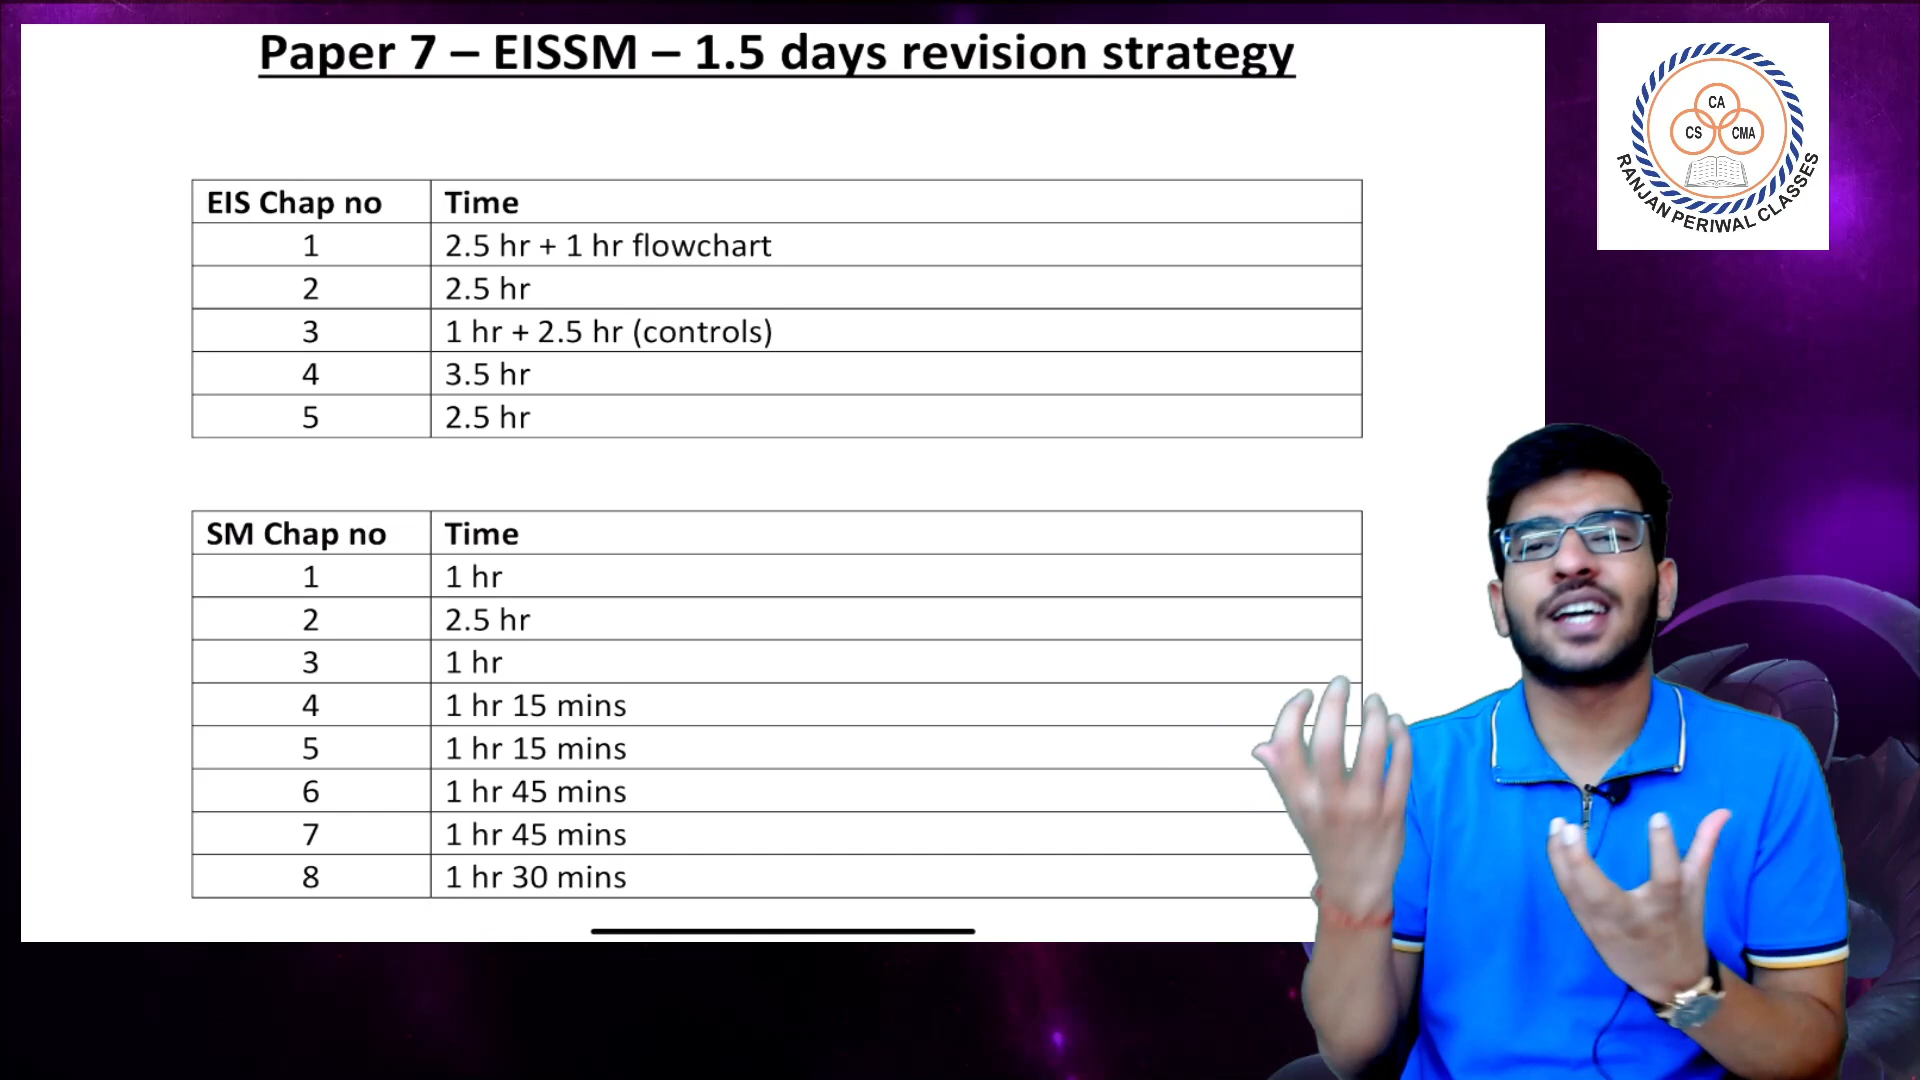 Paper 7 – EISSM – 1.5 days revision strategy
EIS Chap no Time
1 2.5 hr + 1 hr flowchart
2 2.5 hr
3 1 hr + 2.5 hr (controls)
4 3.5 hr
5 2.5 hr
SM Chap no Time
1 1 hr
2 2.5 hr
3 1 hr
4 1 hr 15 mins
5 1 hr 15 mins
6 1 hr 45 mins
7 1 hr 45 mins
8 1 hr 30 mins
CA
CS CMA
RANJAN PERIWAL CLASSES